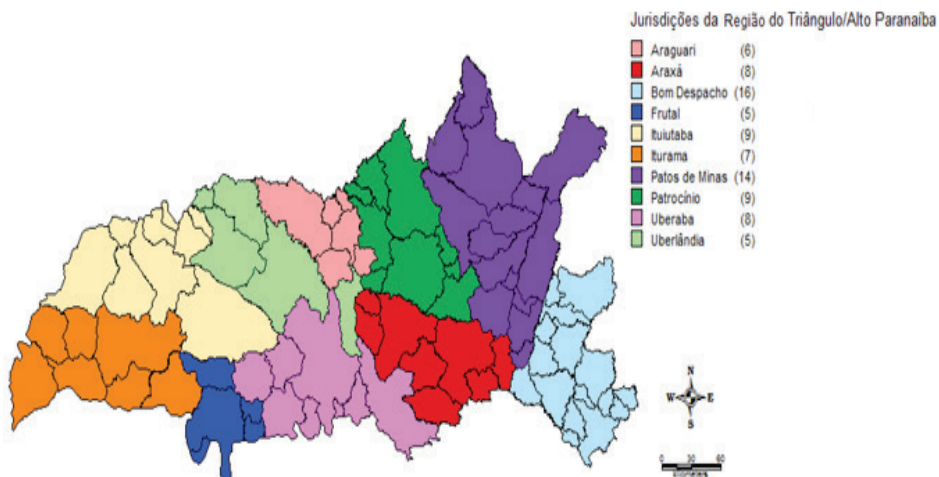 Jurisdições da Região do Triângulo/Alto Paranaíba
Araguari (6)
Araxá (8)
Bom Despacho (16)
Frutal (5)
Ituiutaba (9)
Iturama (7)
Patos de Minas (14)
Patrocínio (9)
Uberaba (8)
Uberlândia (5)
N
W E
S
0 30 60